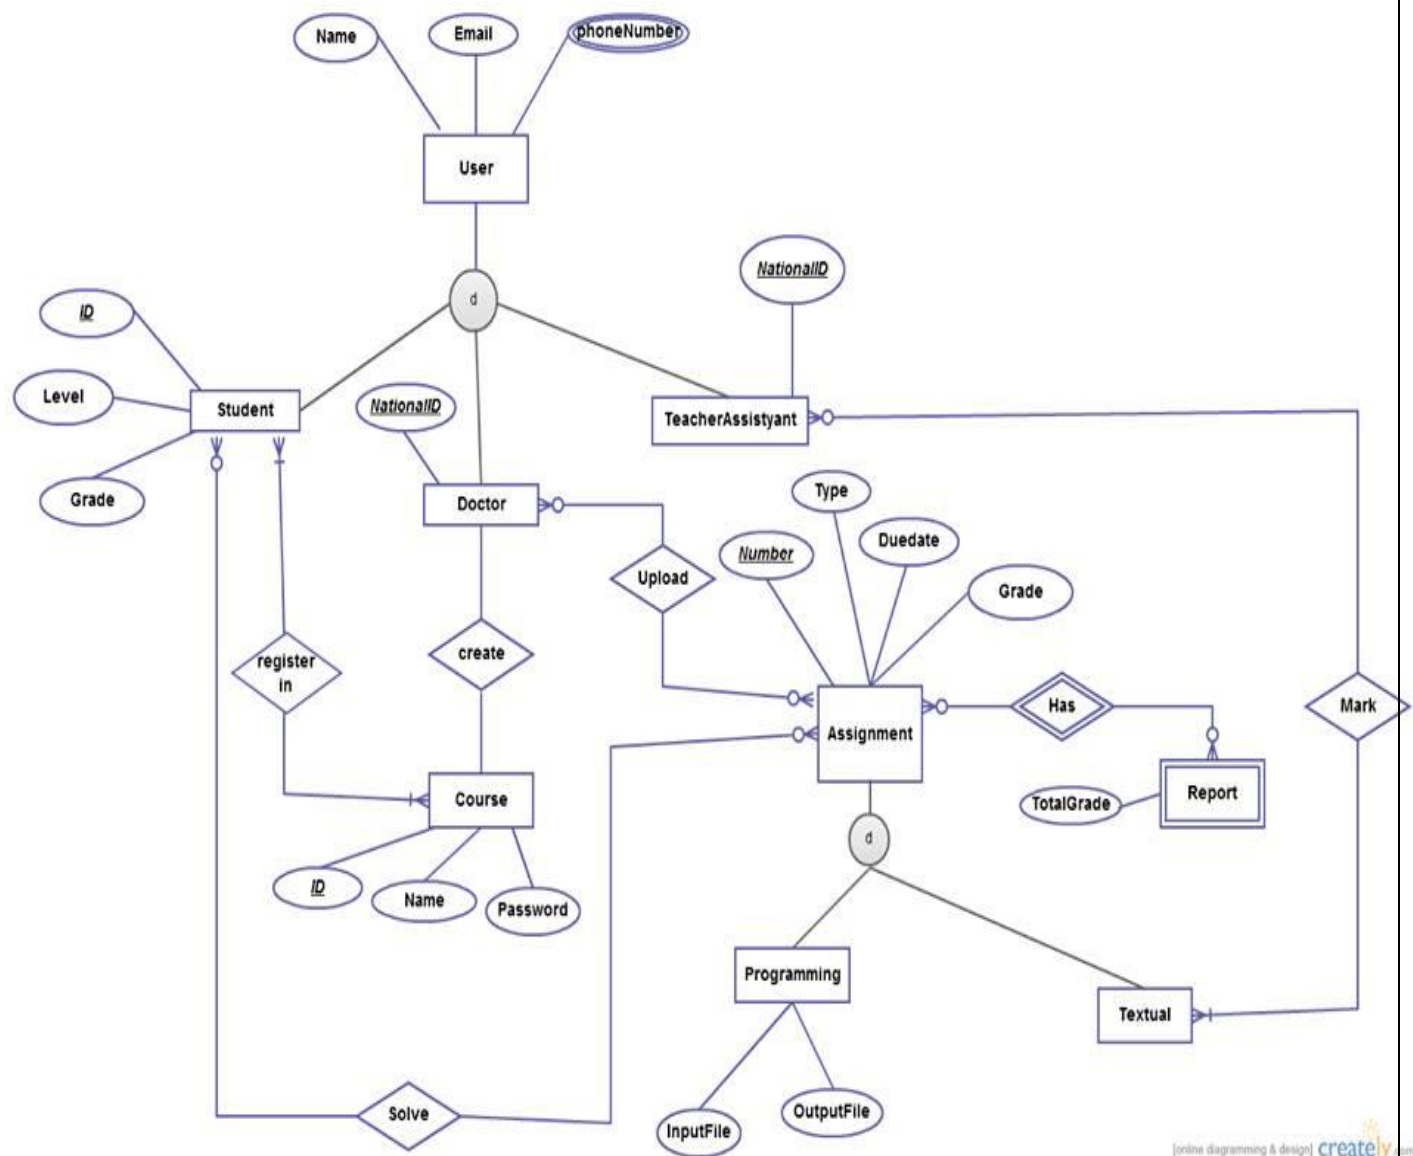 Name
Email
phoneNumber
User
d
NationalID
ID
Level
Student
Grade
NationalID
TeacherAssistyant
Doctor
Type
Duedate
Number
Grade
Upload
register
in
create
Has
Mark
Assignment
Course
TotalGrade
Report
d
ID
Name
Password
Programming
Textual
Solve
InputFile
OutputFile
[online diagramming & design] creately.com